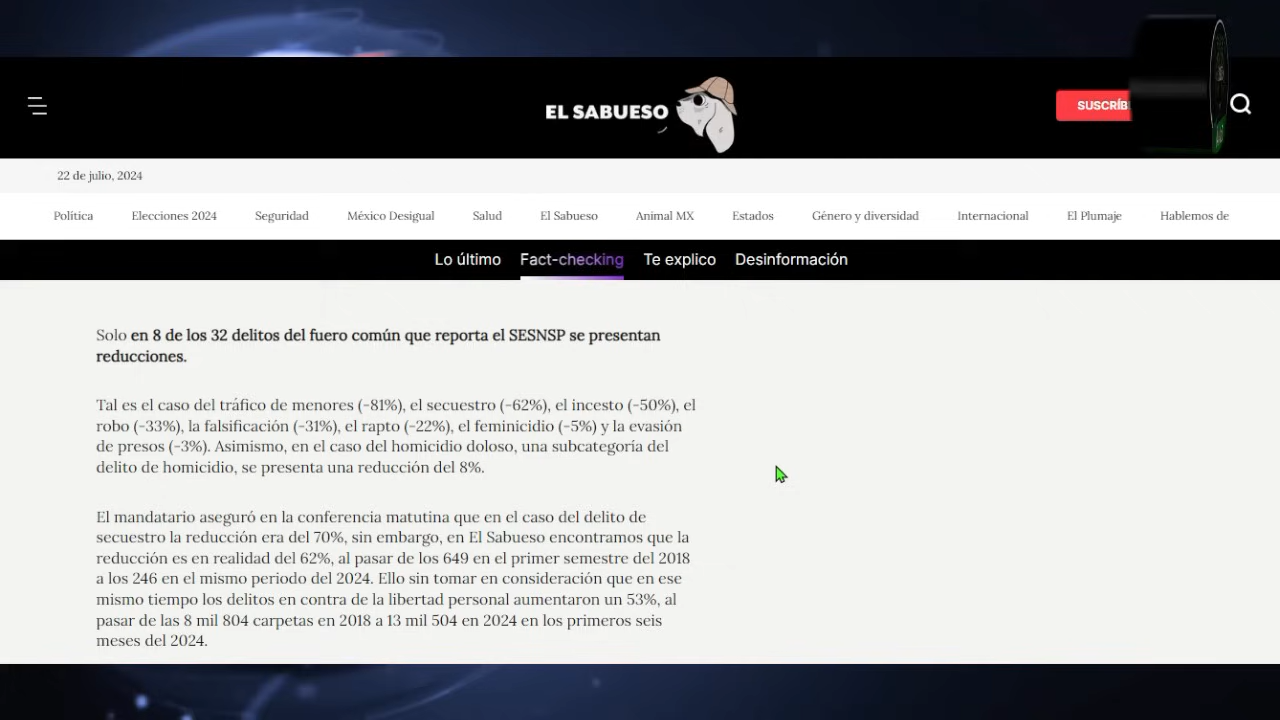 EL SABUESO
SUSCRÍB
22 de julio, 2024
Política Elecciones 2024 Seguridad México Desigual Salud El Sabueso Animal MX Estados Género y diversidad Internacional El Plumaje Hablemos de
Lo último Fact-checking Te explico Desinformación
Solo en 8 de los 32 delitos del fuero común que reporta el SESNSP se presentan
reducciones.
Tal es el caso del tráfico de menores (-81%), el secuestro (-62%), el incesto (-50%), el
robo (-33%), la falsificación (-31%), el rapto (-22%), el feminicidio (-5%) y la evasión
de presos (-3%). Asimismo, en el caso del homicidio doloso, una subcategoría del
delito de homicidio, se presenta una reducción del 8%.
El mandatario aseguró en la conferencia matutina que en el caso del delito de
secuestro la reducción era del 70%, sin embargo, en El Sabueso encontramos que la
reducción es en realidad del 62%, al pasar de los 649 en el primer semestre del 2018
a los 246 en el mismo periodo del 2024. Ello sin tomar en consideración que en ese
mismo tiempo los delitos en contra de la libertad personal aumentaron un 53%, al
pasar de las 8 mil 804 carpetas en 2018 a 13 mil 504 en 2024 en los primeros seis
meses del 2024.